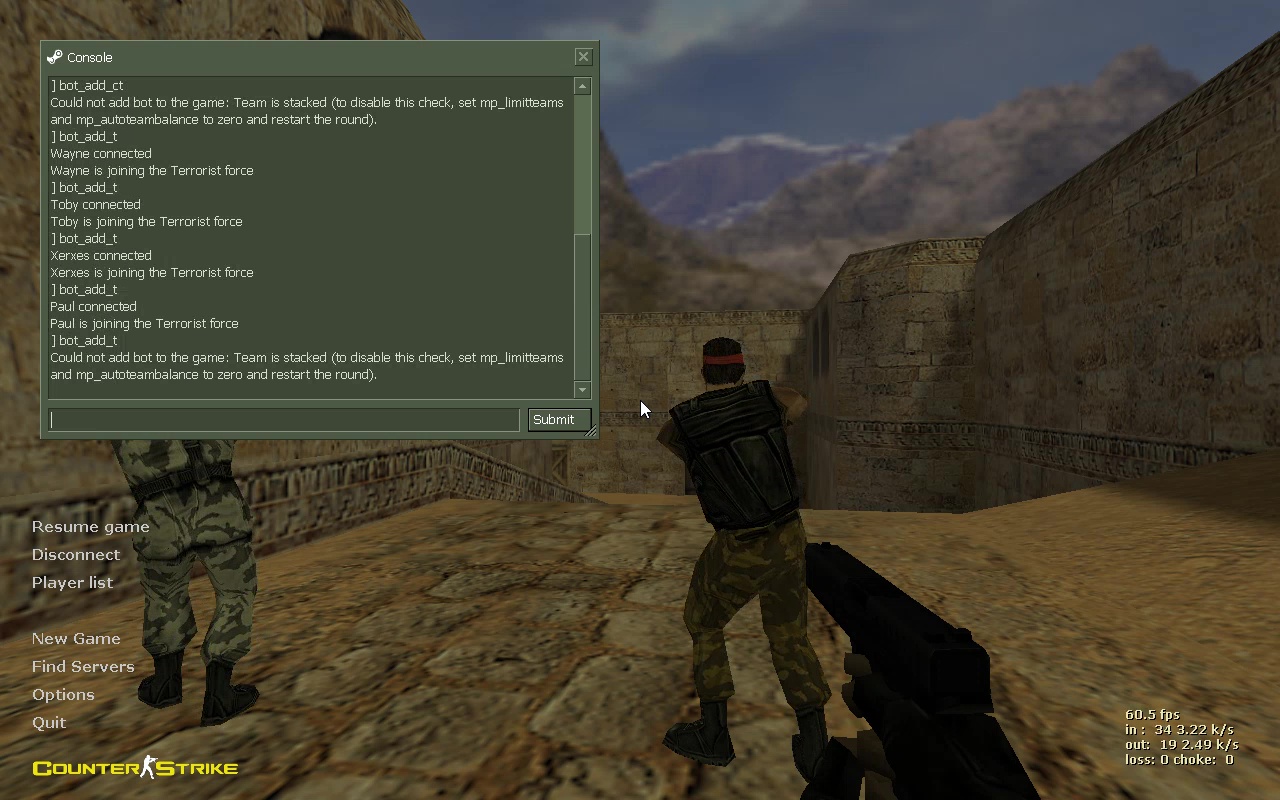 Console
] bot_add_ct
Could not add bot to the game: Team is stacked (to disable this check, set mp_limitteams
and mp_autoteambalance to zero and restart the round).
] bot_add_t
Wayne connected
Wayne is joining the Terrorist force
] bot_add_t
Toby connected
Toby is joining the Terrorist force
] bot_add_t
Xerxes connected
Xerxes is joining the Terrorist force
] bot_add_t
Paul connected
Paul is joining the Terrorist force
] bot_add_t
Could not add bot to the game: Team is stacked (to disable this check, set mp_limitteams
and mp_autoteambalance to zero and restart the round).
Submit
Resume game
Disconnect
Player list
New Game
Find Servers
Options
Quit
COUNTER STRIKE
60.5 fps
in : 34 3.22 k/s
out: 19 2.49 k/s
loss: 0 choke: 0